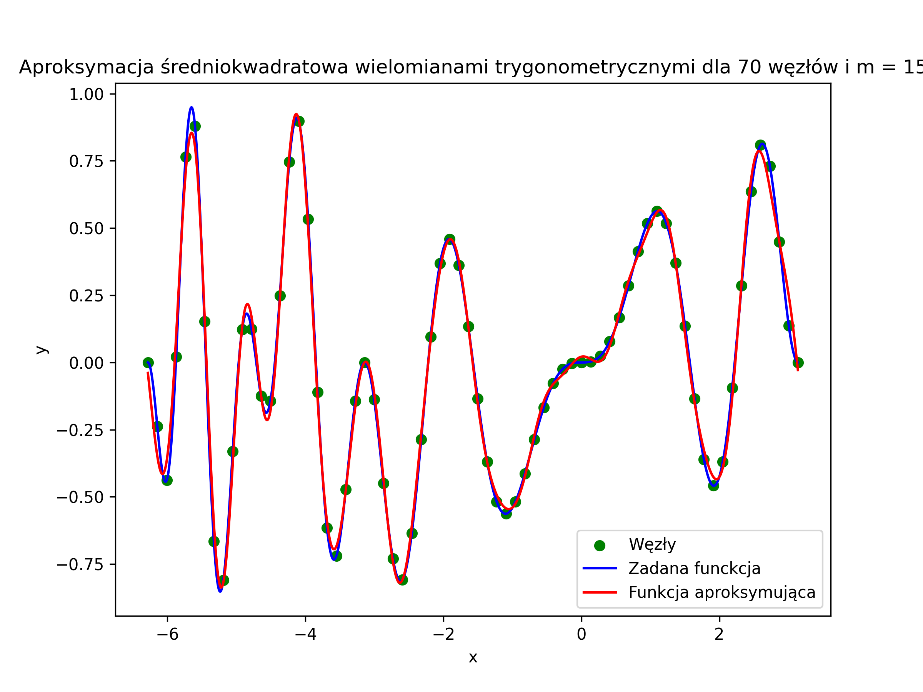 Aproksymacja średniokwadratowa wielomianami trygonometrycznymi dla 70 węzłów i m = 15
1.00
0.75
0.50
0.25
0.00
−0.25
−0.50
−0.75
y
−6
−4
−2
0
2
x
Węzły
Zadana funckcja
Funkcja aproksymująca